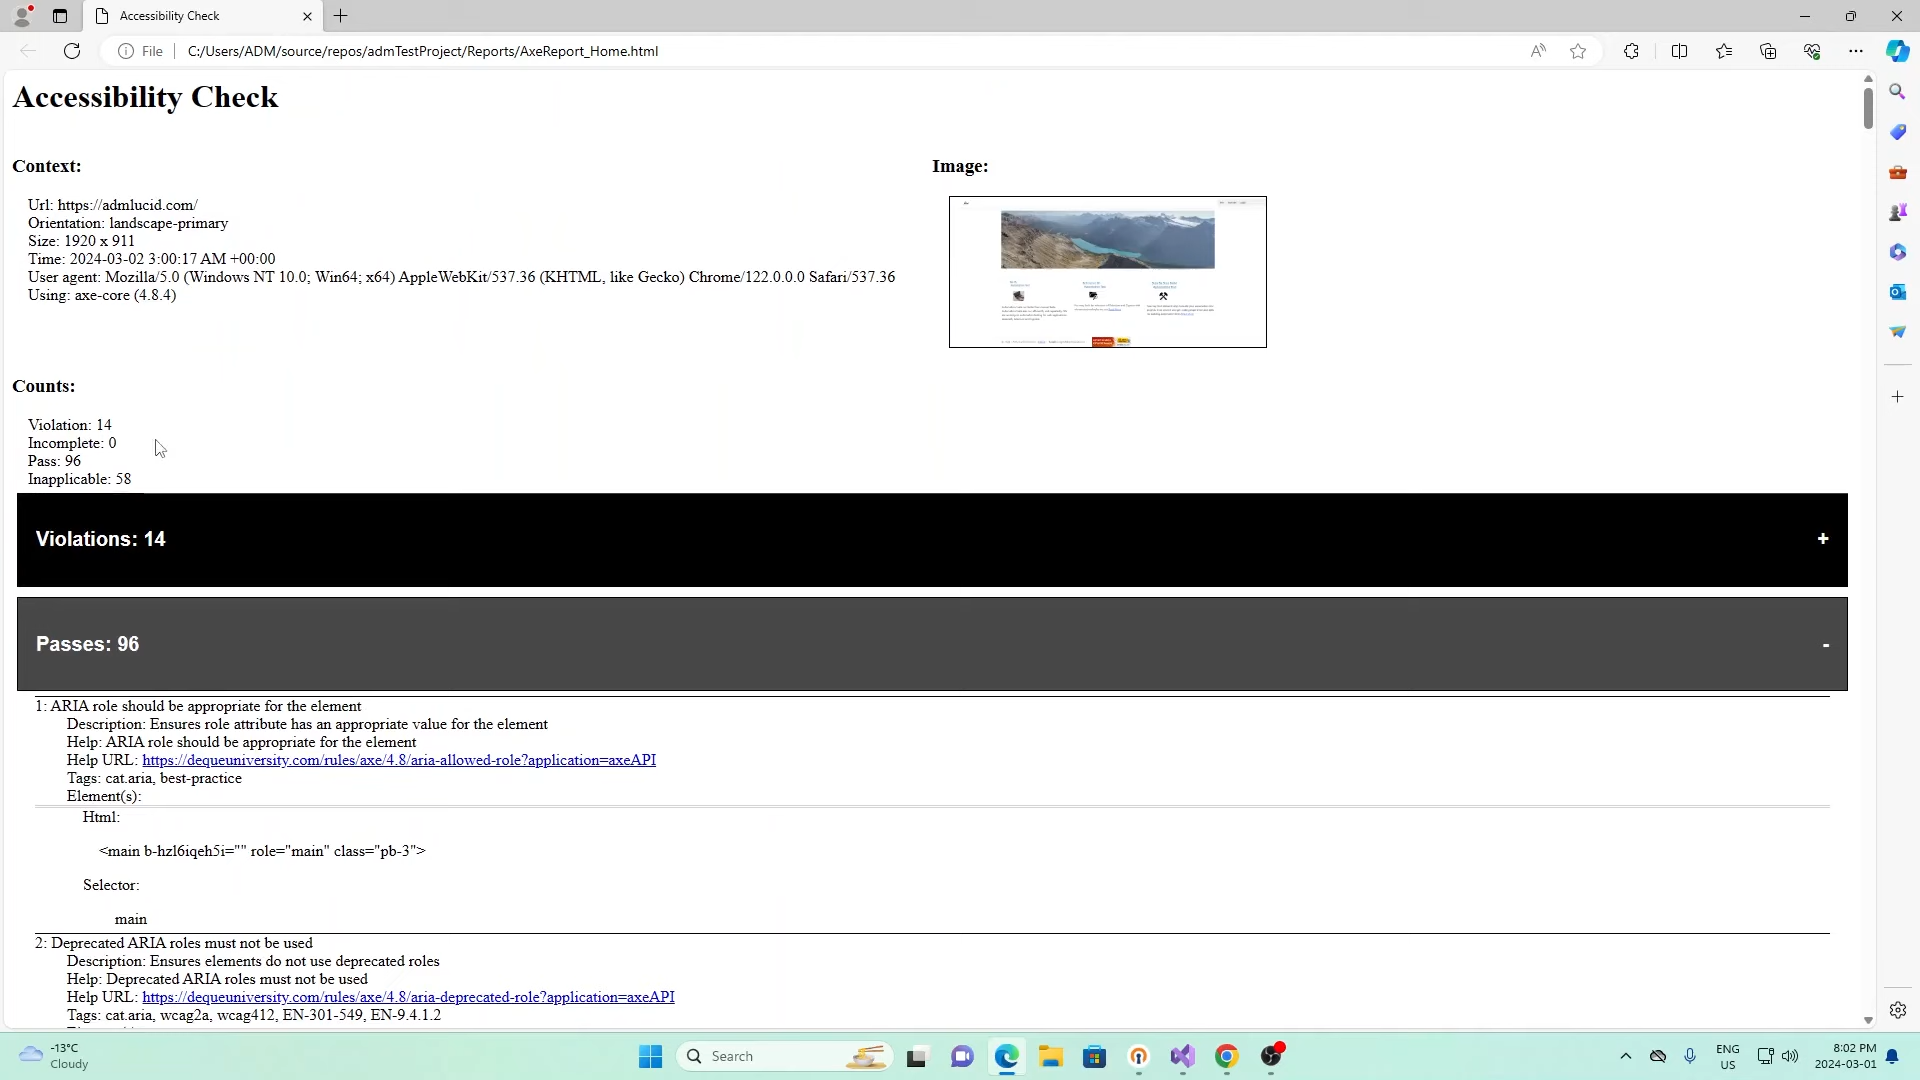 Accessibility Check
File
C:/Users/ADM/source/repos/admTestProject/Reports/AxeReport_Home.html
Accessibility Check
Context:
Url: https://admlucid.com/
Orientation: landscape-primary
Size: 1920 x 911
Time: 2024-03-02 3:00:17 AM +00:00
User agent: Mozilla/5.0 (Windows NT 10.0; Win64; x64) AppleWebKit/537.36 (KHTML, like Gecko) Chrome/122.0.0.0 Safari/537.36
Using: axe-core (4.8.4)
Image:
Counts:
Violation: 14
Incomplete: 0
Pass: 96
Inapplicable: 58
Violations: 14
+
Passes: 96
-
1: ARIA role should be appropriate for the element
Description: Ensures role attribute has an appropriate value for the element
Help: ARIA role should be appropriate for the element
Help URL: https://dequeuniversity.com/rules/axe/4.8/aria-allowed-role?application=axeAPI
Tags: cat.aria, best-practice
Element(s):
Html:
<main b-hzl6iqeh5i="" role="main" class="pb-3">
Selector:
main
2: Deprecated ARIA roles must not be used
Description: Ensures elements do not use deprecated roles
Help: Deprecated ARIA roles must not be used
Help URL: https://dequeuniversity.com/rules/axe/4.8/aria-deprecated-role?application=axeAPI
Tags: cat.aria, wcag2a, wcag412, EN-301-549, EN-9.4.1.2
-13°C
Cloudy
Search
ENG
US
8:02 PM
2024-03-01